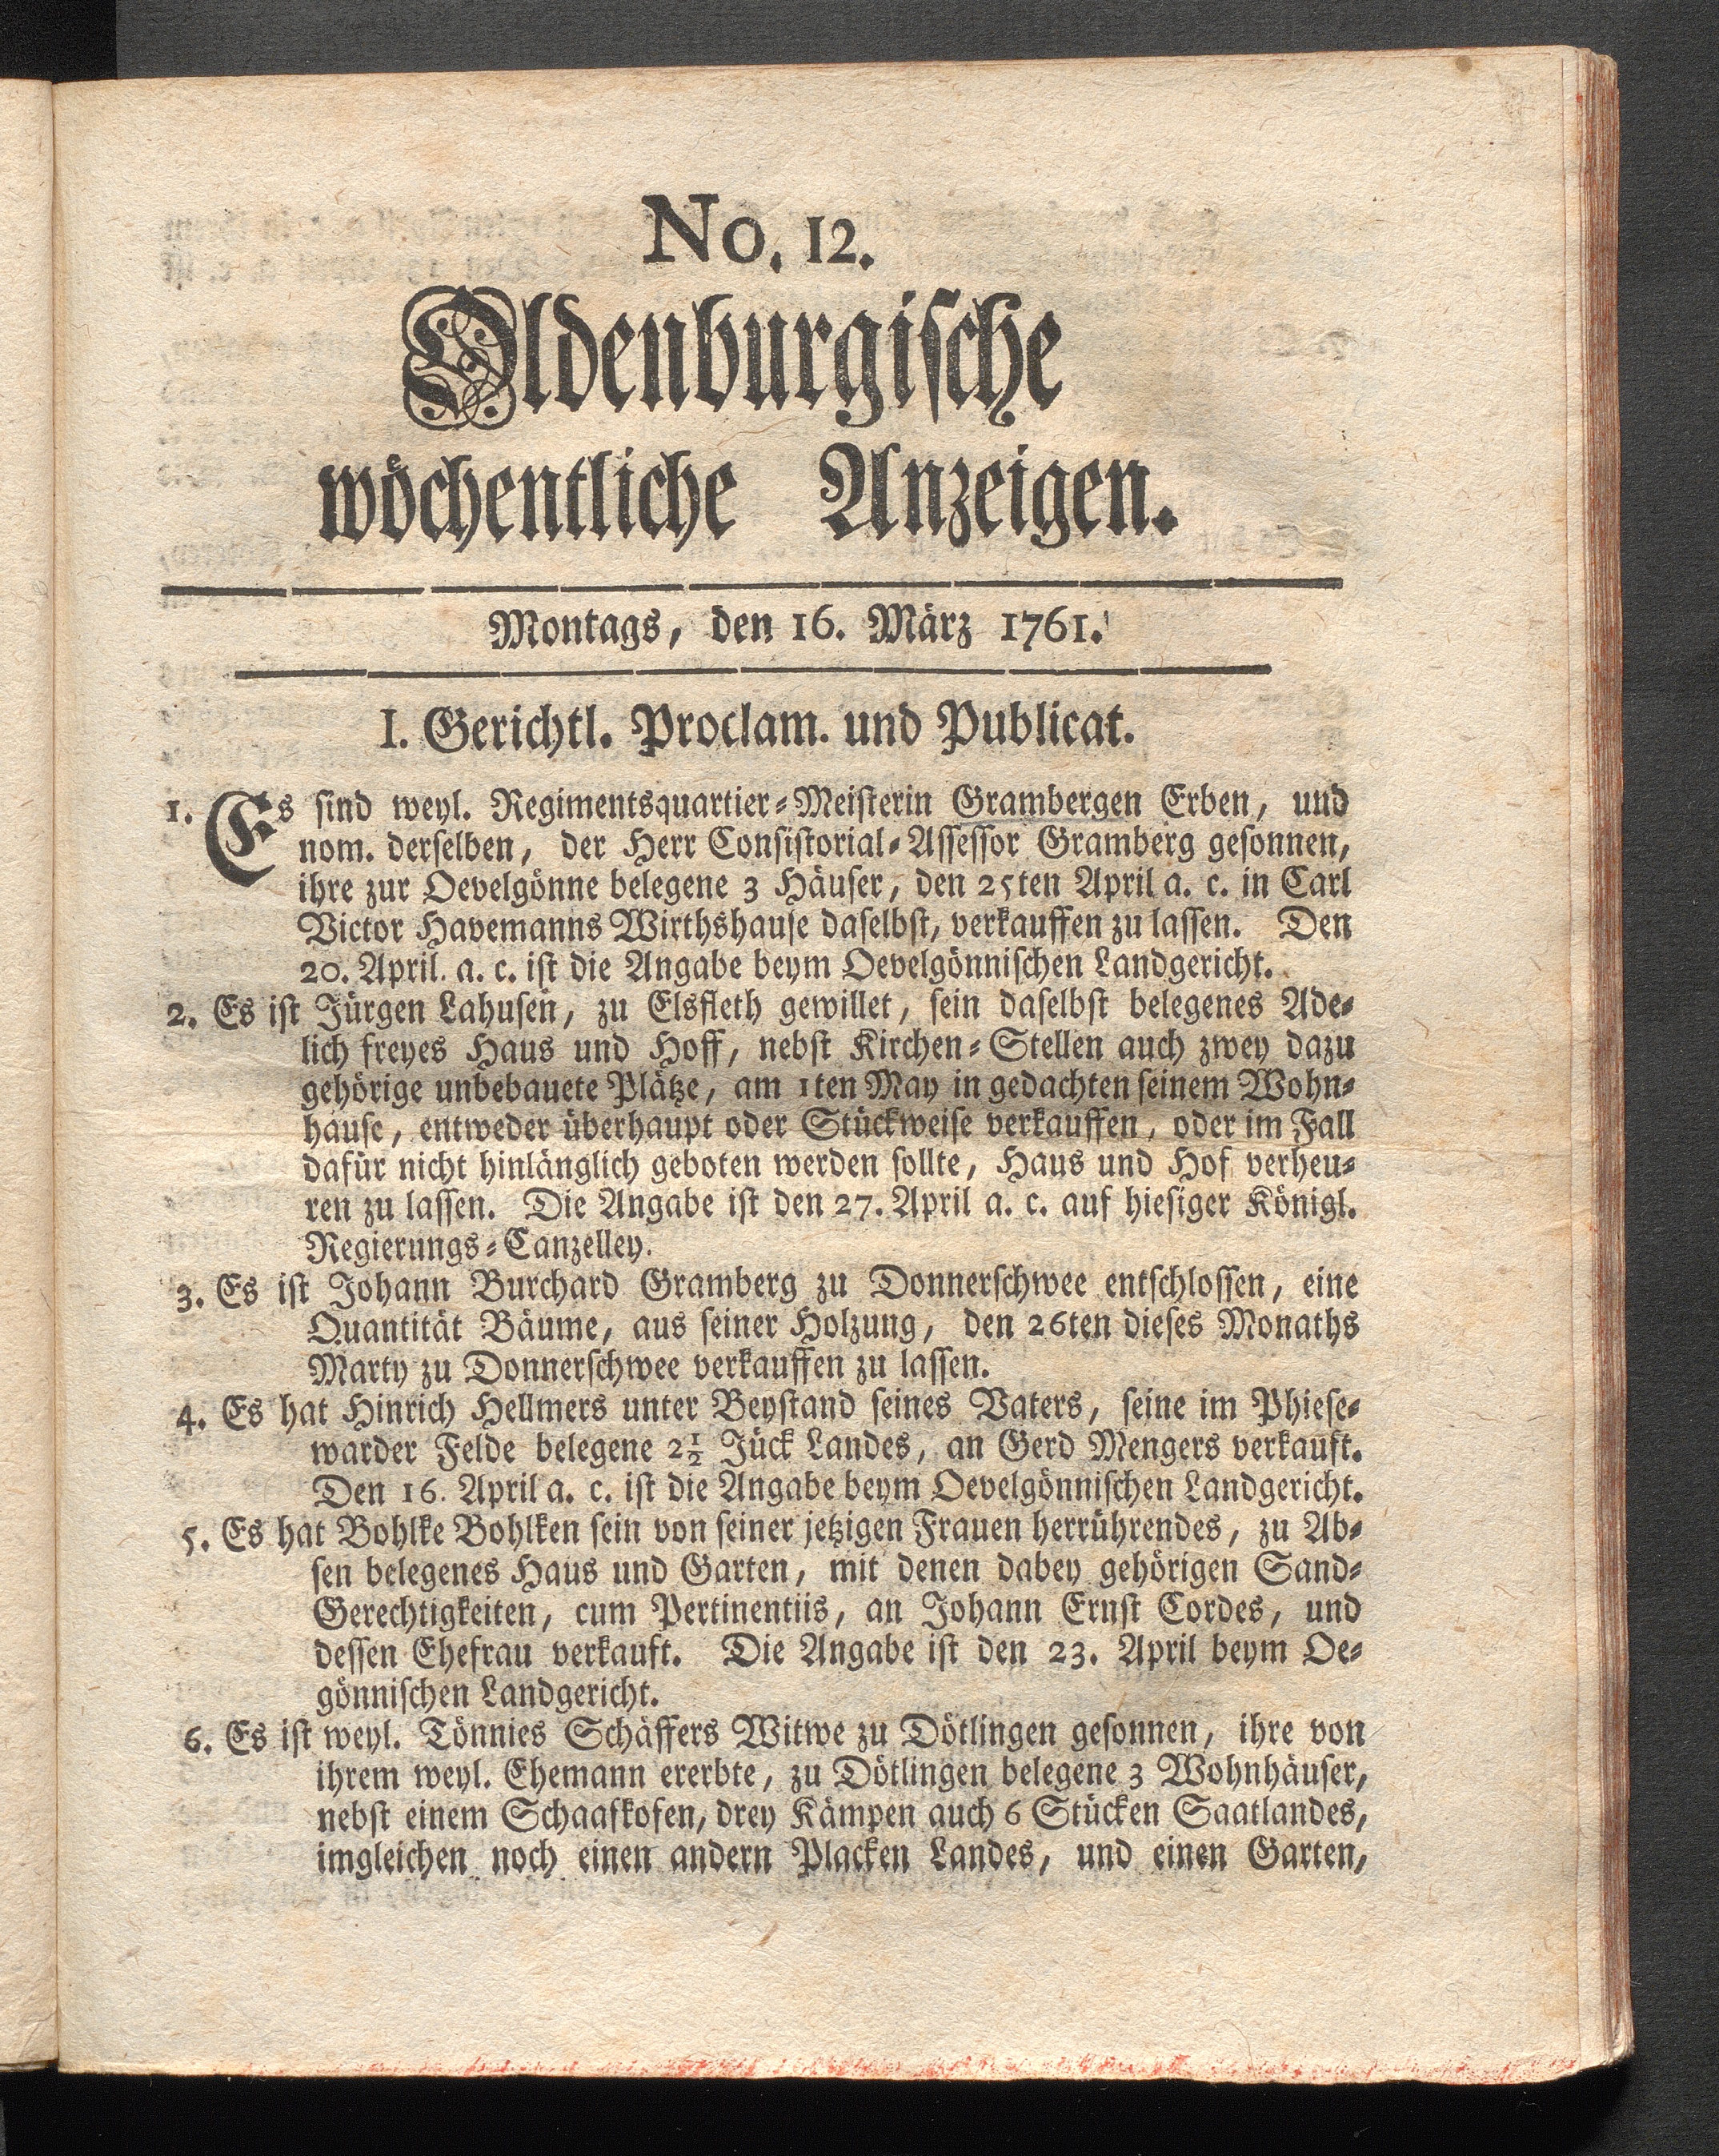 No. 12.
Oldenburgische
wöchentliche Anzeigen.
Montags, den 16. März 1761.
I. Gerichtl. Proclam. und Publicat.
1. Es sind weyl. Regimentsquartier-Meisterin Grambergen Erben, und
nom. derselben, der Herr Consistorial-Assessor Gramberg gesonnen,
ihre zur Oevelgönne belegene 3 Häuser, den 25ten April a. c. in Carl
Victor Havemanns Wirthshause daselbst, verkauffen zu lassen. Den
20. April. a. c. ist die Angabe beym Oevelgönnischen Landgericht.
2. Es ist Jürgen Lahusen, zu Elsfleth gewillet, sein daselbst belegenes Ade-
lich freyes Haus und Hoff, nebst Kirchen-Stellen auch zwey dazu
gehörige unbebauete Plätze, am 1ten May in gedachten seinem Wohn-
hause, entweder überhaupt oder Stückweise verkauffen, oder im Fall
dafür nicht hinlänglich geboten werden sollte, Haus und Hof verheu-
ren zu lassen. Die Angabe ist den 27. April a. c. auf hiesiger Königl.
Regierungs-Canzelley.
3. Es ist Johann Burchard Gramberg zu Donnerschwee entschlossen, eine
Quantität Bäume, aus seiner Holzung, den 26ten dieses Monaths
Marty zu Donnerschwee verkauffen zu lassen.
4. Es hat Hinrich Hellmers unter Beystand seines Vaters, seine im Phiese-
warder Felde belegene 2½ Jück Landes, an Gerd Mengers verkauft.
Den 16. April a. c. ist die Angabe beym Oevelgönnischen Landgericht.
5. Es hat Bohlke Bohlken sein von seiner jetzigen Frauen herrührendes, zu Ab-
sen belegenes Haus und Garten, mit denen dabey gehörigen Sand-
Gerechtigkeiten, cum Pertinentiis, an Johann Ernst Cordes, und
dessen Ehefrau verkauft. Die Angabe ist den 23. April beym Oe-
gönnischen Landgericht.
6. Es ist weyl. Tönnies Schäffers Witwe zu Dötlingen gesonnen, ihre von
ihrem weyl. Ehemann ererbte, zu Dötlingen belegene 3 Wohnhäuser,
nebst einem Schaafkofen, drey Kämpen auch 6 Stücken Saatlandes,
imgleichen noch einen andern Placken Landes, und einen Garten,